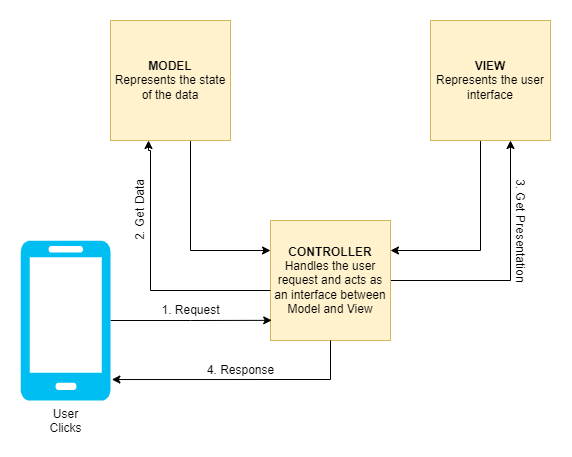 MODEL
Represents the state
of the data
VIEW
Represents the user
interface
2. Get Data
3. Get Presentation
CONTROLLER
Handles the user
request and acts as
an interface between
Model and View
1. Request
4. Response
User
Clicks